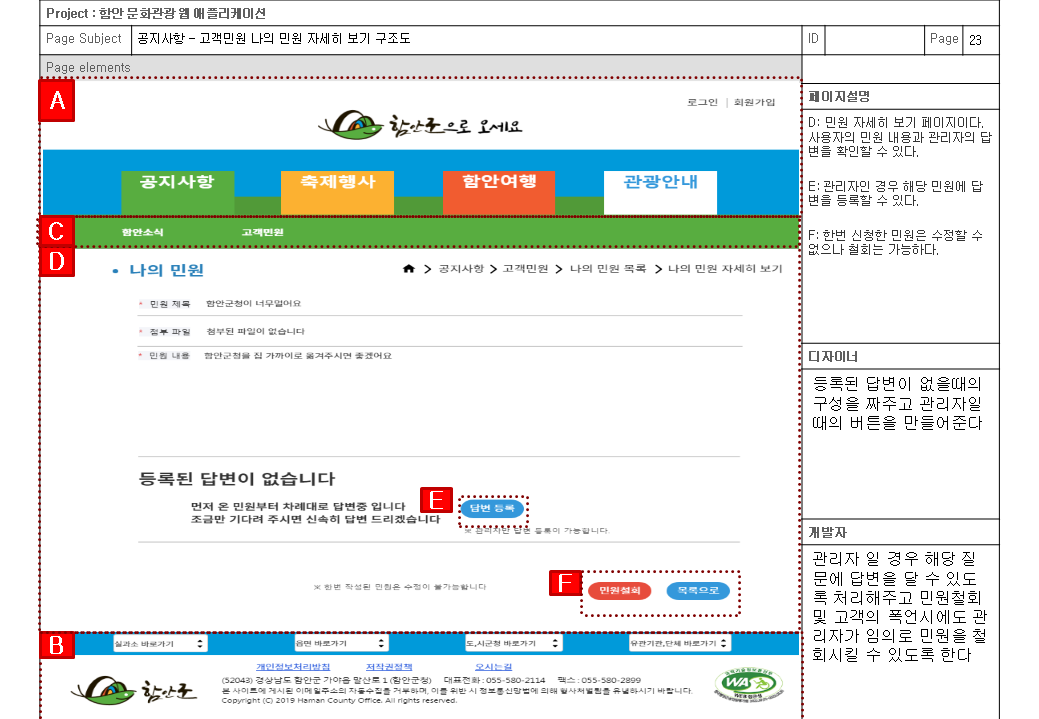 Project : 함안 문화관광 웹 애플리케이션
Page Subject 공지사항 – 고객민원 나의 민원 자세히 보기 구조도 ID Page 23
Page elements
A
로그인 | 회원가입
함안군으로 오세요
공지사항 축제행사 함안여행 관광안내
C
함안소식 고객민원
D
• 나의 민원
> 공지사항 > 고객민원 > 나의 민원 목록 > 나의 민원 자세히 보기
* 민원 제목 함안군청이 너무멀어요
* 첨부 파일 첨부된 파일이 없습니다
* 민원 내용 함안군청을 집 가까이로 옮겨주시면 좋겠어요
등록된 답변이 없습니다
먼저 온 민원부터 차례대로 답변중 입니다
조금만 기다려 주시면 신속히 답변 드리겠습니다
E
답변 등록
※ 관리자만 답변 등록이 가능합니다.
※ 한번 작성된 민원은 수정이 불가능합니다
F
민원철회 목록으로
B
실과소 바로가기 읍면 바로가기 도,시군청 바로가기 유관기관,단체 바로가기
개인정보처리방침 저작권정책 오시는길
함안군
(52043) 경상남도 함안군 가야읍 말산로 1 (함안군청) 대표전화 : 055-580-2114 팩스 : 055-580-2899
본 사이트에 게시된 이메일주소의 자동수집을 거부하며, 이를 위반 시 정보통신망법에 의해 형사처벌됨을 유념하시기 바랍니다.
Copyright (C) 2019 Haman County Office. All rights reserved.
WA
WEB 접근성
페이지설명
D: 민원 자세히 보기 페이지이다.
사용자의 민원 내용과 관리자의 답
변을 확인할 수 있다.
E: 관리자인 경우 해당 민원에 답
변을 등록할 수 있다.
F: 한번 신청한 민원은 수정할 수
없으나 철회는 가능하다.
디자이너
등록된 답변이 없을때의
구성을 짜주고 관리자일
때의 버튼을 만들어준다
개발자
관리자 일 경우 해당 질
문에 답변을 달 수 있도
록 처리해주고 민원철회
및 고객의 폭언시에도 관
리자가 임의로 민원을 철
회시킬 수 있도록 한다